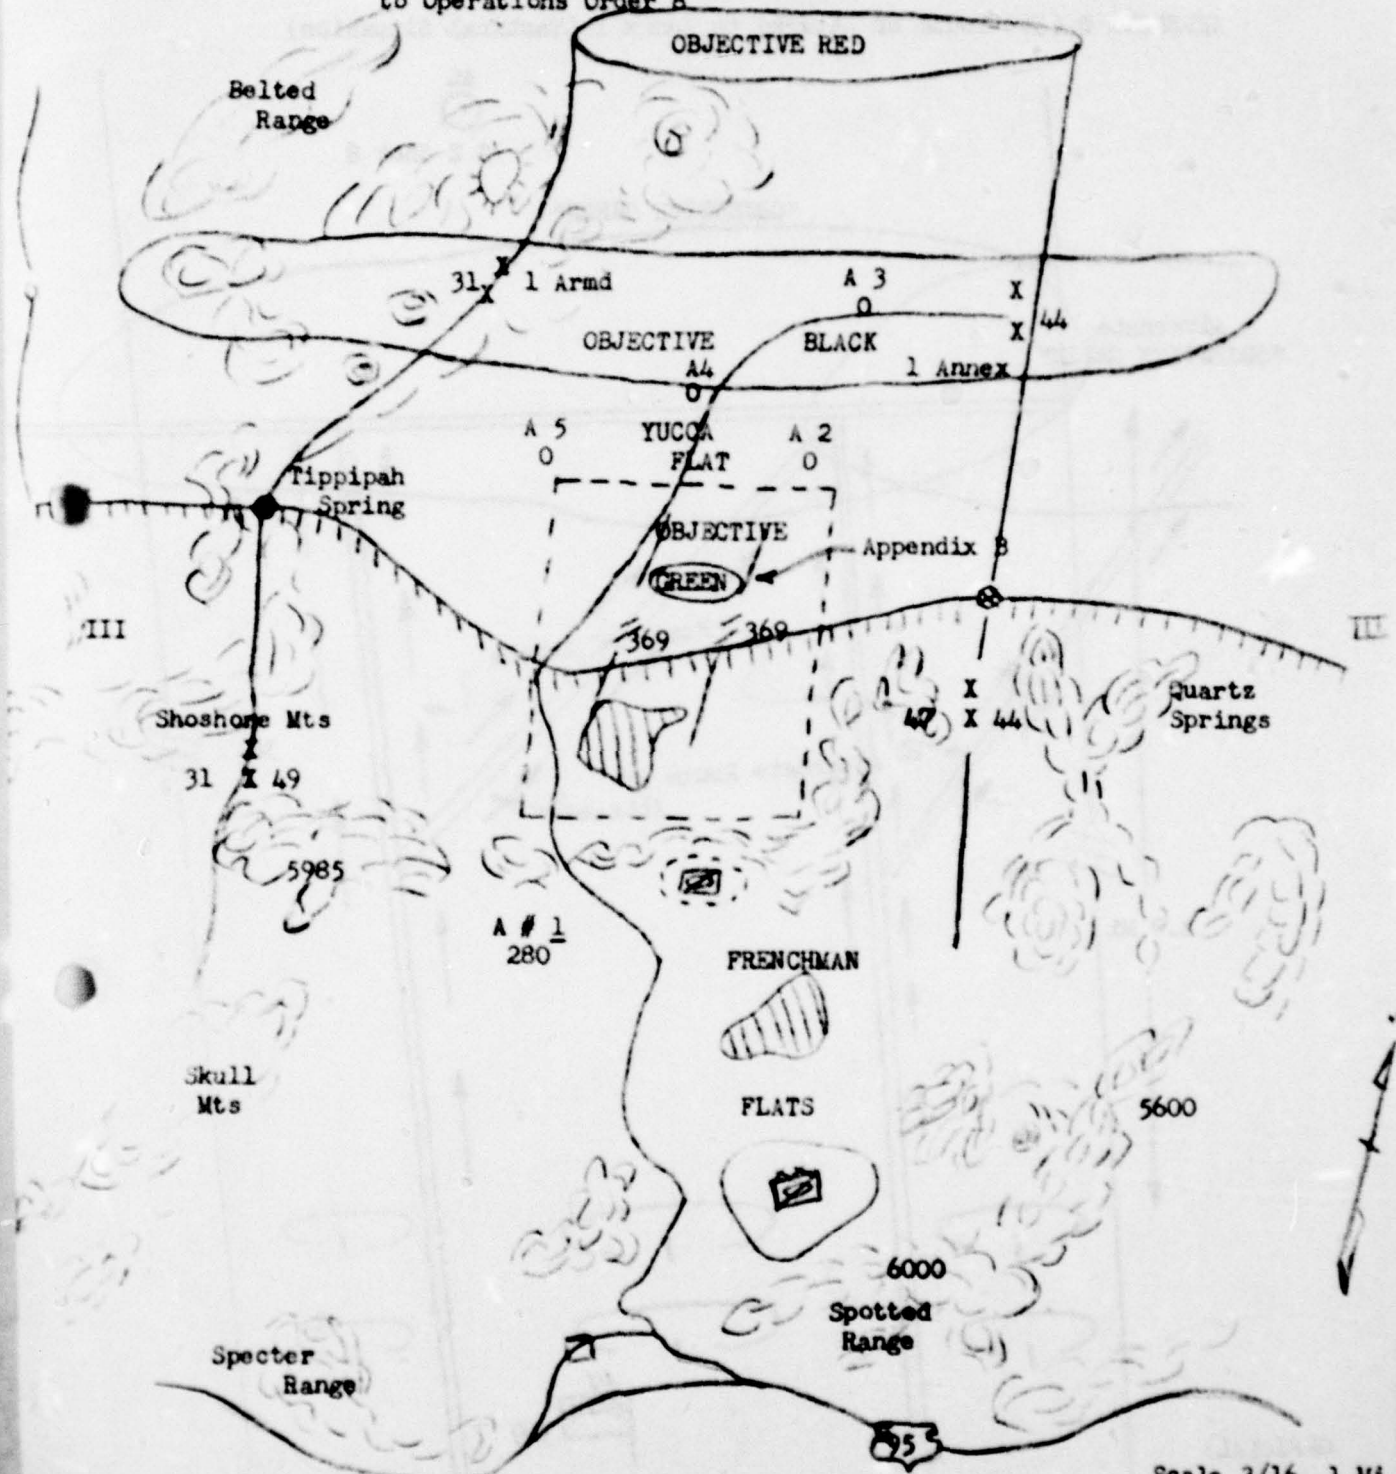 to Operations Order B
OBJECTIVE RED
Belted
Range
31 X
X 1 Armd
A 3
X
X 44
OBJECTIVE BLACK
A4
1 Annex
A 5
YUCCA
FLAT
A 2
Tippipah
Spring
OBJECTIVE
GREEN
Appendix B
III
III
369
369
Quartz
Springs
X
X 44
Shoshone Mts
X
31 X 49
5985
A # 1
280
FRENCHMAN
FLATS
Skull
Mts
5600
6000
Spotted
Range
Specter
Range
95